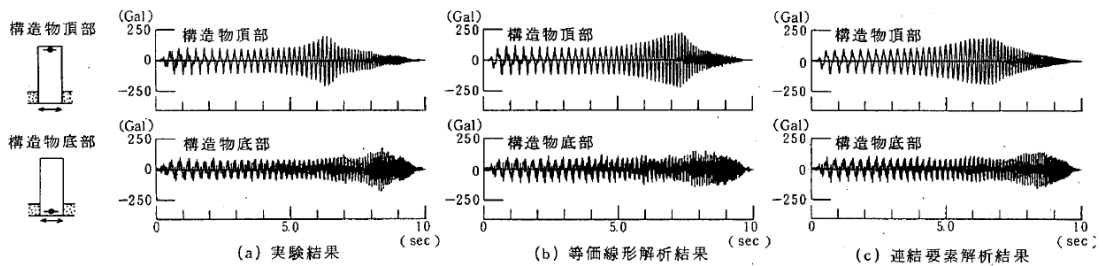 構造物頂部
(Gal)
250
0
-250
構造物頂部
(Gal)
250
0
-250
構造物頂部
(Gal)
250
0
-250
構造物頂部
構造物底部
(Gal)
250
0
-250
構造物底部
0
5.0
10
(sec)
(Gal)
250
0
-250
構造物底部
0
5.0
10
(sec)
(Gal)
250
0
-250
構造物底部
0
5.0
10
(sec)
(a) 実験結果
(b) 等価線形解析結果
(c) 連結要素解析結果